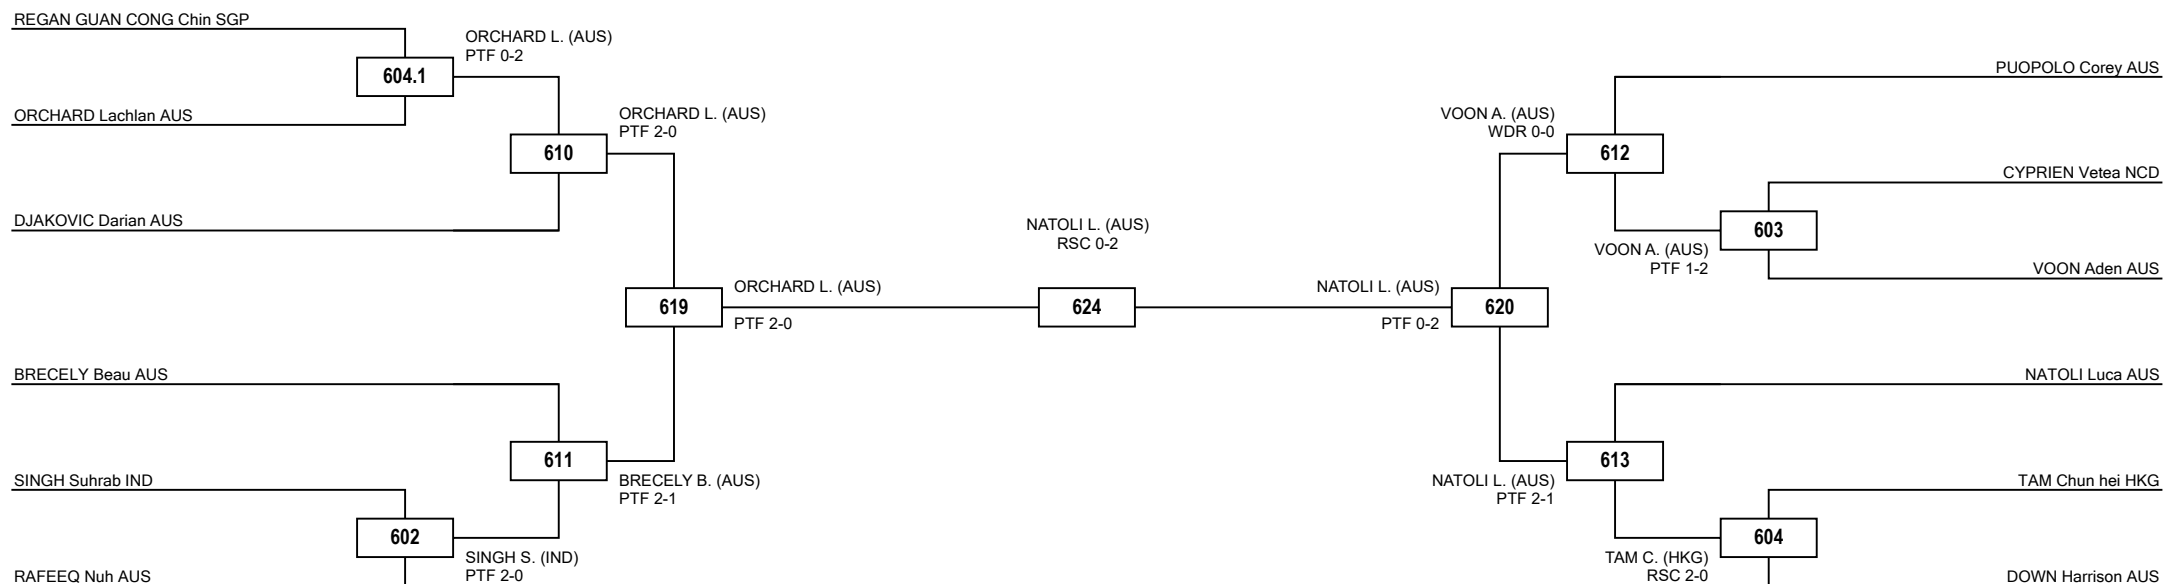 REGAN GUAN CONG Chin SGP
ORCHARD L. (AUS)
PTF 0-2
604.1
ORCHARD Lachlan AUS
ORCHARD L. (AUS)
PTF 2-0
610
DJAKOVIC Darian AUS
ORCHARD L. (AUS)
619
PTF 2-0
BRECELY Beau AUS
611
BRECELY B. (AUS)
PTF 2-1
SINGH Suhrab IND
602
SINGH S. (IND)
PTF 2-0
RAFEEQ Nuh AUS
NATOLI L. (AUS)
RSC 0-2
624
PUOPOLO Corey AUS
VOON A. (AUS)
WDR 0-0
612
CYPRIEN Vetea NCD
603
VOON A. (AUS)
PTF 1-2
VOON Aden AUS
NATOLI L. (AUS)
620
PTF 0-2
NATOLI Luca AUS
613
NATOLI L. (AUS)
PTF 2-1
TAM Chun hei HKG
604
TAM C. (HKG)
RSC 2-0
DOWN Harrison AUS